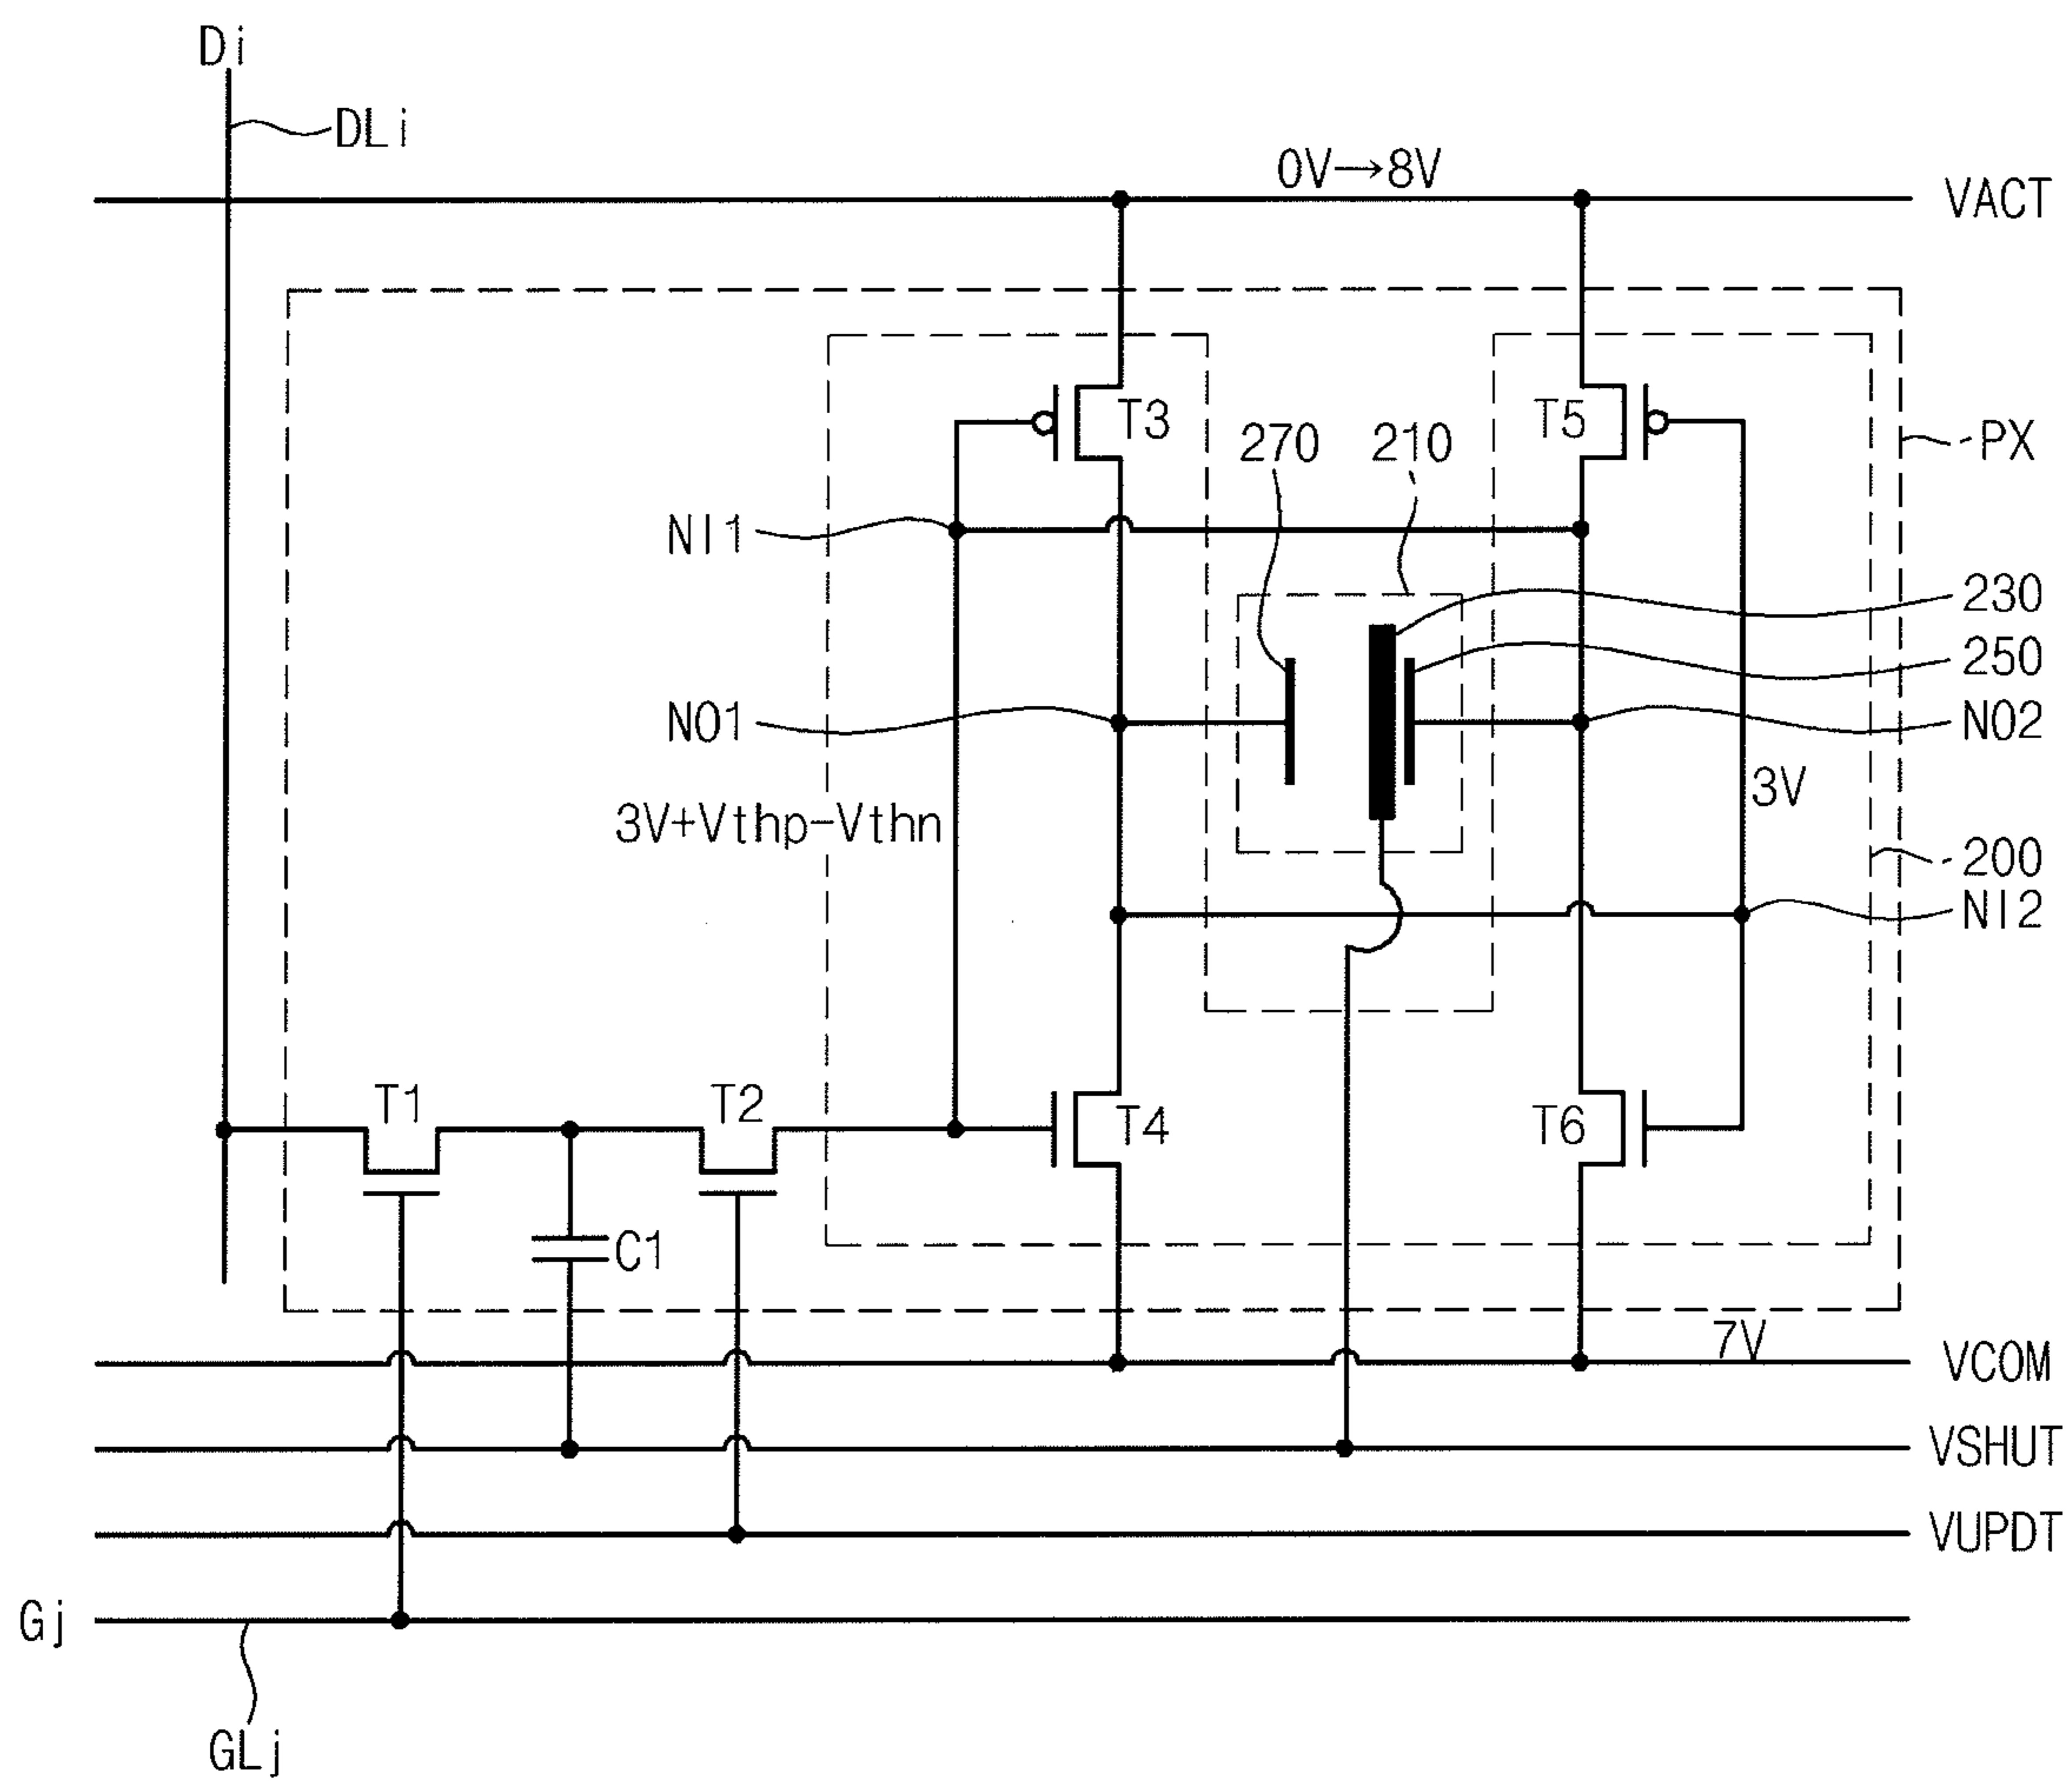 Di
DLi
0V→8V
VACT
T3
T5
270
210
PX
NI1
230
250
NO1
NO2
3V
3V+Vthp-Vthn
200
NI2
T1
T2
T4
T6
C1
7V
VCOM
VSHUT
VUPDT
Gj
GLj